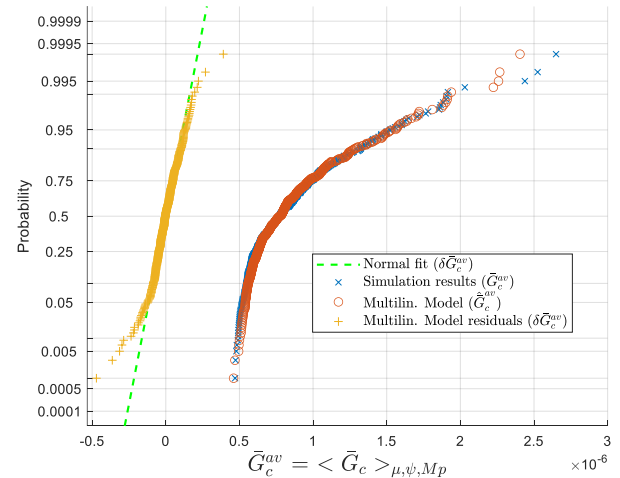 0.9999
0.9995
0.995
0.95
0.75
0.5
0.25
0.05
0.005
0.0005
0.0001
Probability
Normal fit (δḠ_c^{av})
Simulation results (Ḡ_c^{av})
Multilin. Model (Ḡ̂_c^{av})
Multilin. Model residuals (δḠ_c^{av})
-0.5 0 0.5 1 1.5 2 2.5 3
×10^{-6}
Ḡ_c^{av} = < Ḡ_c >_{μ,ψ,Mp}